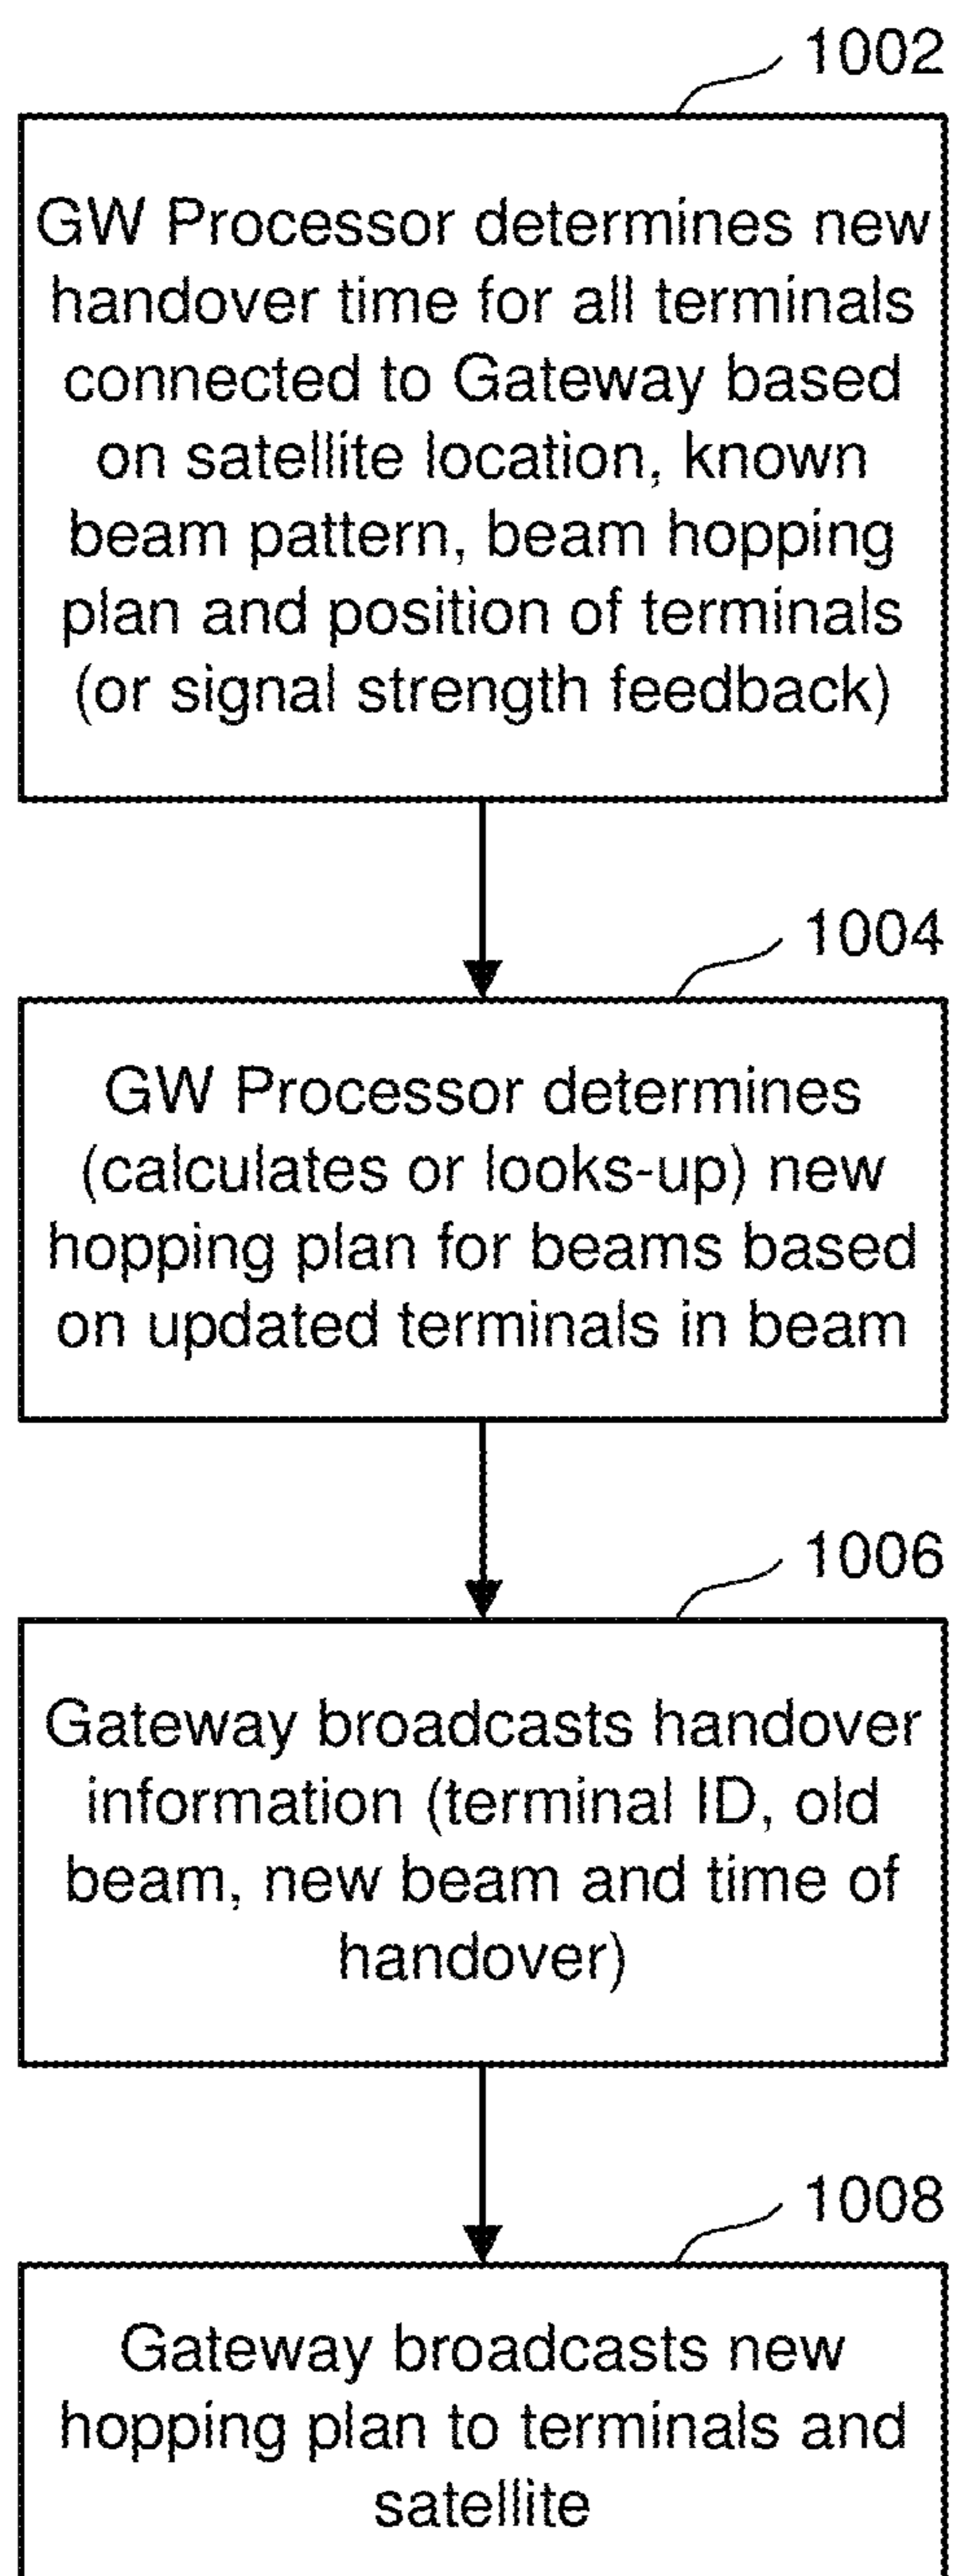 1002
GW Processor determines new
handover time for all terminals
connected to Gateway based
on satellite location, known
beam pattern, beam hopping
plan and position of terminals
(or signal strength feedback)
1004
GW Processor determines
(calculates or looks-up) new
hopping plan for beams based
on updated terminals in beam
1006
Gateway broadcasts handover
information (terminal ID, old
beam, new beam and time of
handover)
1008
Gateway broadcasts new
hopping plan to terminals and
satellite